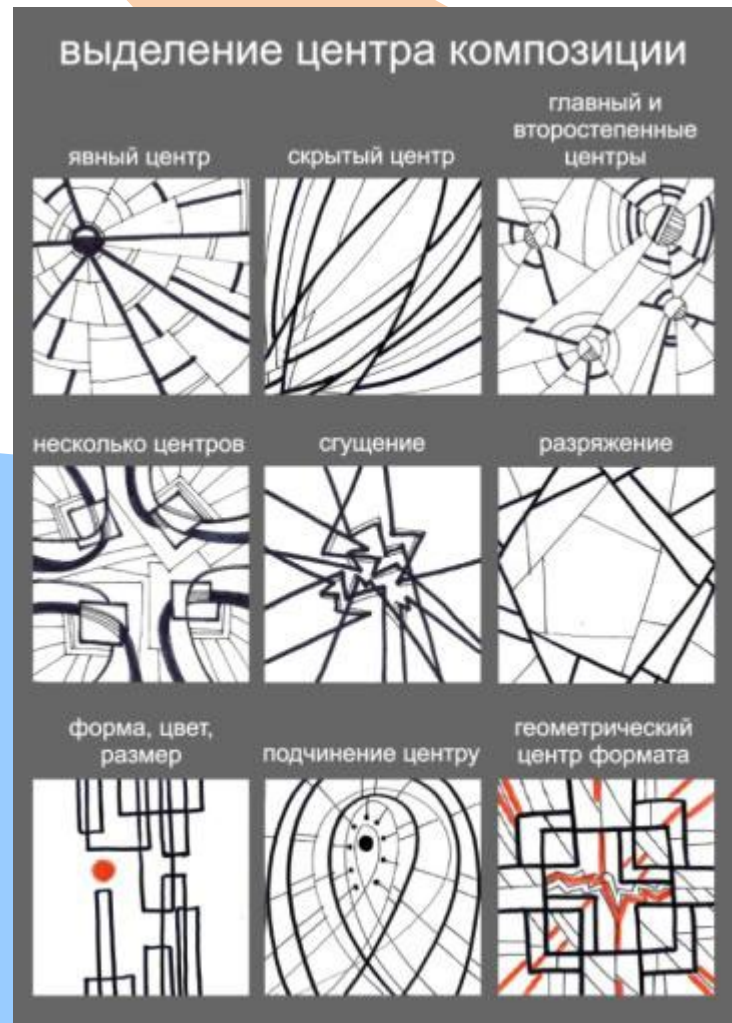 выделение центра композиции
явный центр
скрытый центр
главный и
второстепенные
центры
несколько центров
сгущение
разряжение
форма, цвет,
размер
подчинение центру
геометрический
центр формата